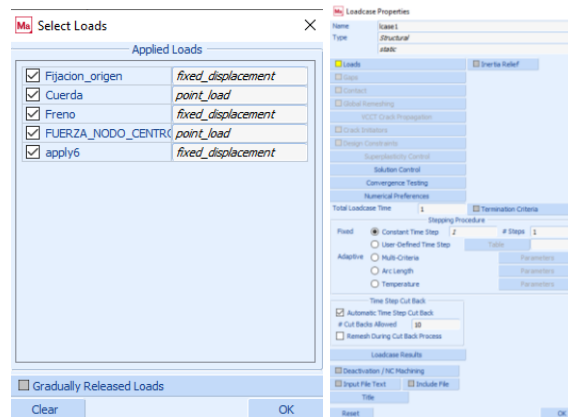 Select Loads
Applied Loads
Fijacion_origen fixed_displacement
Cuerda point_load
Freno fixed_displacement
FUERZA_NODO_CENTR point_load
apply6 fixed_displacement
Gradually Released Loads
Clear OK
Loadcase Properties
Name lcase1
Type Structural
static
Loads Inertia Relief
Gaps
Contact
Global Remeshing
VCCT Crack Propagation
Crack Initiators
Design Constraints
Superplasticity Control
Solution Control
Convergence Testing
Numerical Preferences
Total Loadcase Time 1 Termination Criteria
Stepping Procedure
Fixed Constant Time Step # Steps 1
User-Defined Time Step Table
Adaptive Multi-Criteria Parameters
Arc Length Parameters
Temperature Parameters
Time Step Cut Back
Automatic Time Step Cut Back
# Cut Backs Allowed 10
Remesh During Cut Back Process
Loadcase Results
Deactivation / NC Machining
Input File Text Include File
Title
Reset OK